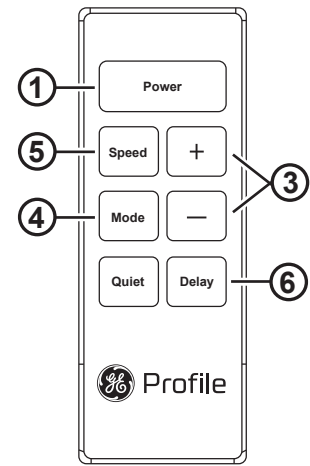 1 Power
5 Speed +
3
4 Mode —
Quiet Delay 6
GE Profile